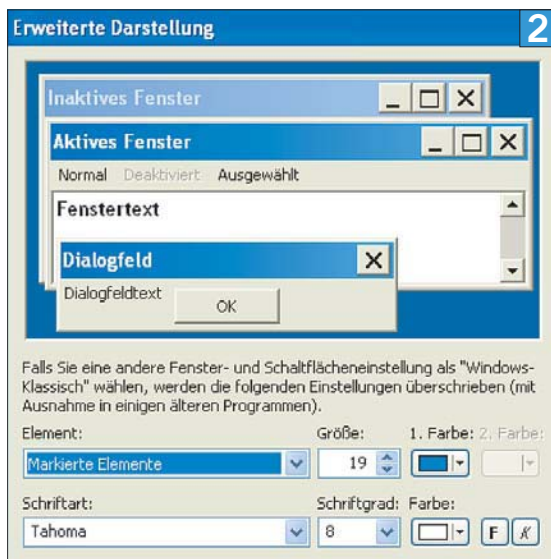 Erweiterte Darstellung
2
Inaktives Fenster
Aktives Fenster
Normal Deaktiviert Ausgewählt
Fenstertext
Dialogfeld
Dialogfeldtext
OK
Falls Sie eine andere Fenster- und Schaltflächeneinstellung als "Windows-
Klassisch" wählen, werden die folgenden Einstellungen überschrieben (mit
Ausnahme in einigen älteren Programmen).
Element: Größe: 1. Farbe: 2. Farbe:
Markierte Elemente 19
Schriftart: Schriftgrad: Farbe:
Tahoma 8 F K